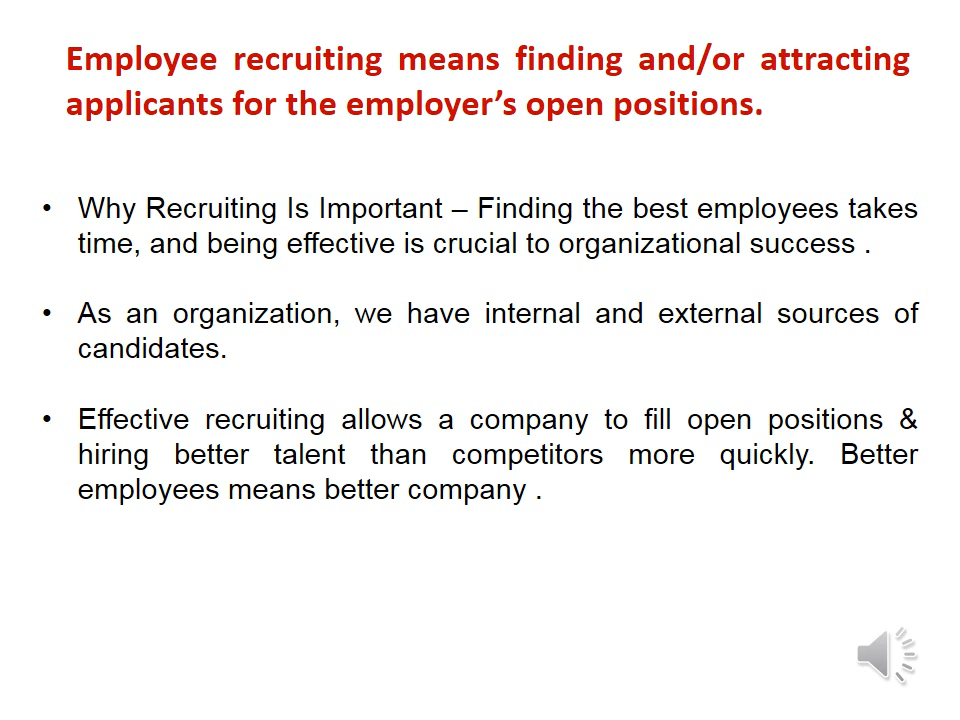 Employee recruiting means finding and/or attracting
applicants for the employer’s open positions.
• Why Recruiting Is Important – Finding the best employees takes
time, and being effective is crucial to organizational success .
• As an organization, we have internal and external sources of
candidates.
• Effective recruiting allows a company to fill open positions &
hiring better talent than competitors more quickly. Better
employees means better company .